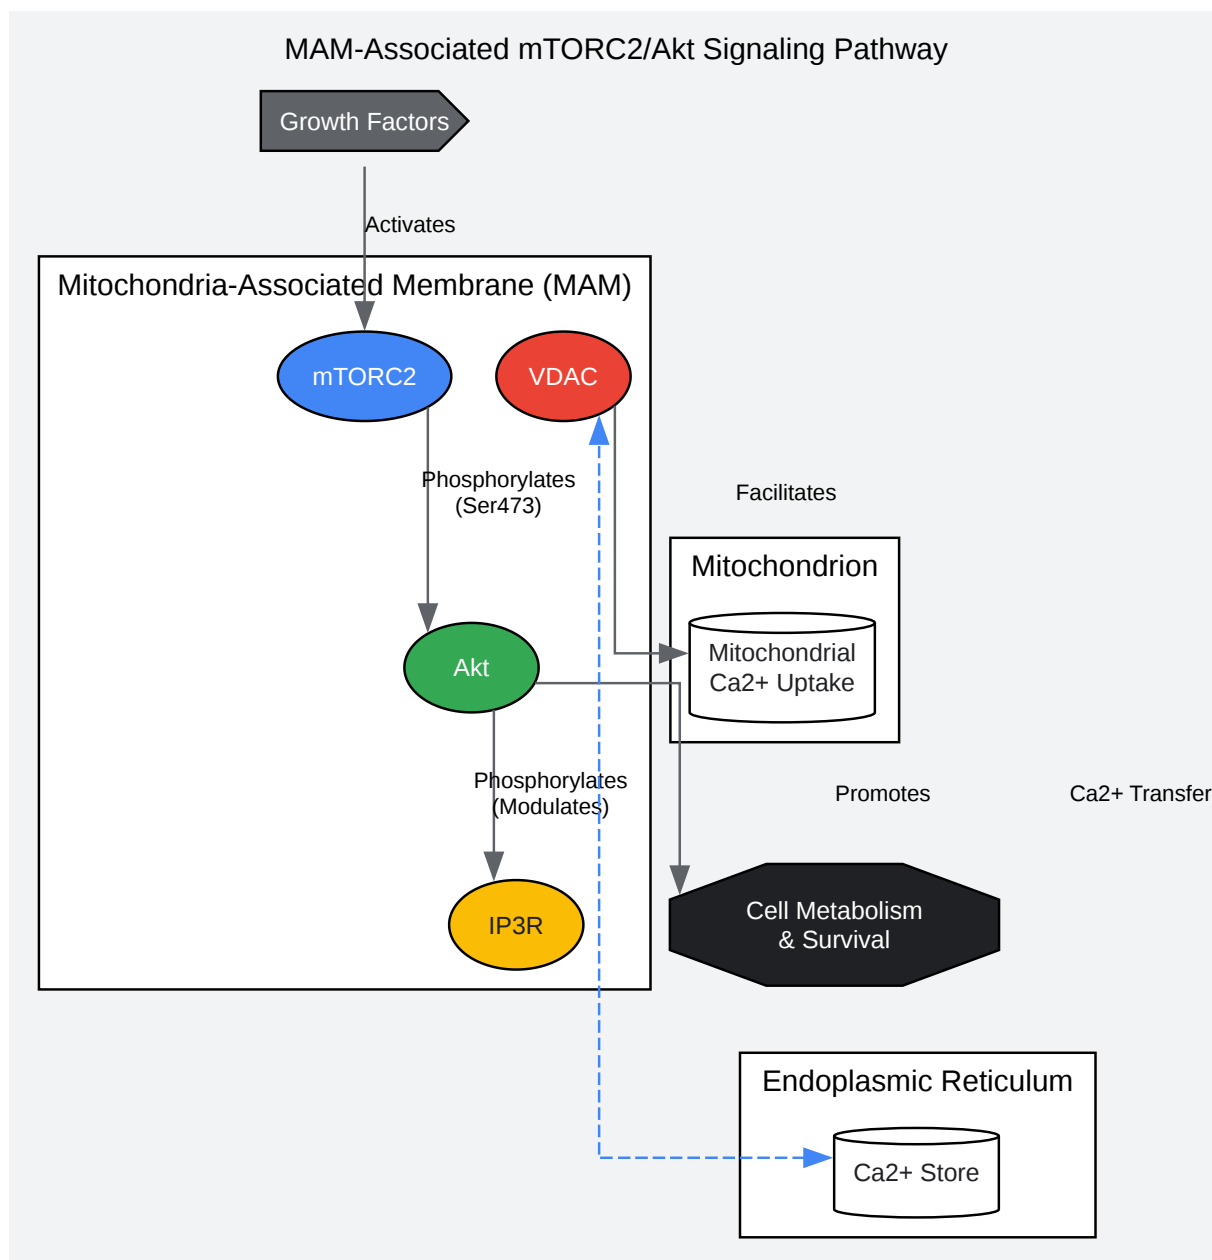 MAM-Associated mTORC2/Akt Signaling Pathway
Growth Factors
Activates
Mitochondria-Associated Membrane (MAM)
mTORC2
VDAC
Phosphorylates
(Ser473)
Facilitates
Mitochondrion
Mitochondrial
Ca2+ Uptake
Akt
Phosphorylates
(Modulates)
Promotes
Ca2+ Transfer
IP3R
Cell Metabolism
& Survival
Endoplasmic Reticulum
Ca2+ Store